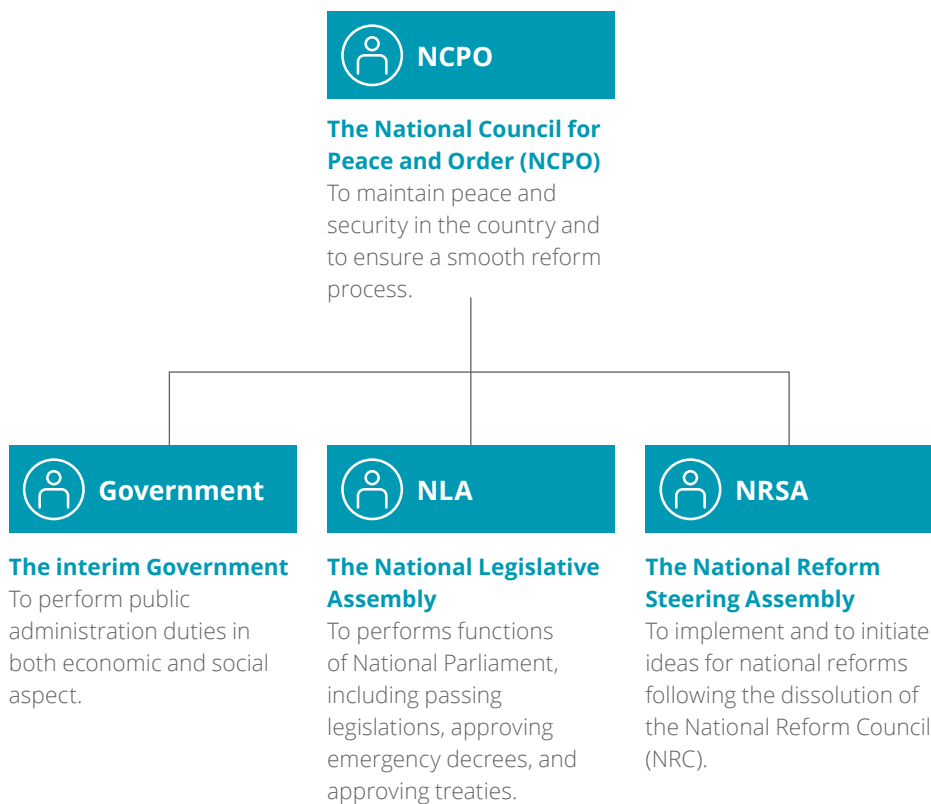 NCPO
The National Council for
Peace and Order (NCPO)
To maintain peace and
security in the country and
to ensure a smooth reform
process.
Government
The interim Government
To perform public
administration duties in
both economic and social
aspect.
NLA
The National Legislative
Assembly
To performs functions
of National Parliament,
including passing
legislations, approving
emergency decrees, and
approving treaties.
NRSA
The National Reform
Steering Assembly
To implement and to initiate
ideas for national reforms
following the dissolution of
the National Reform Council
(NRC).